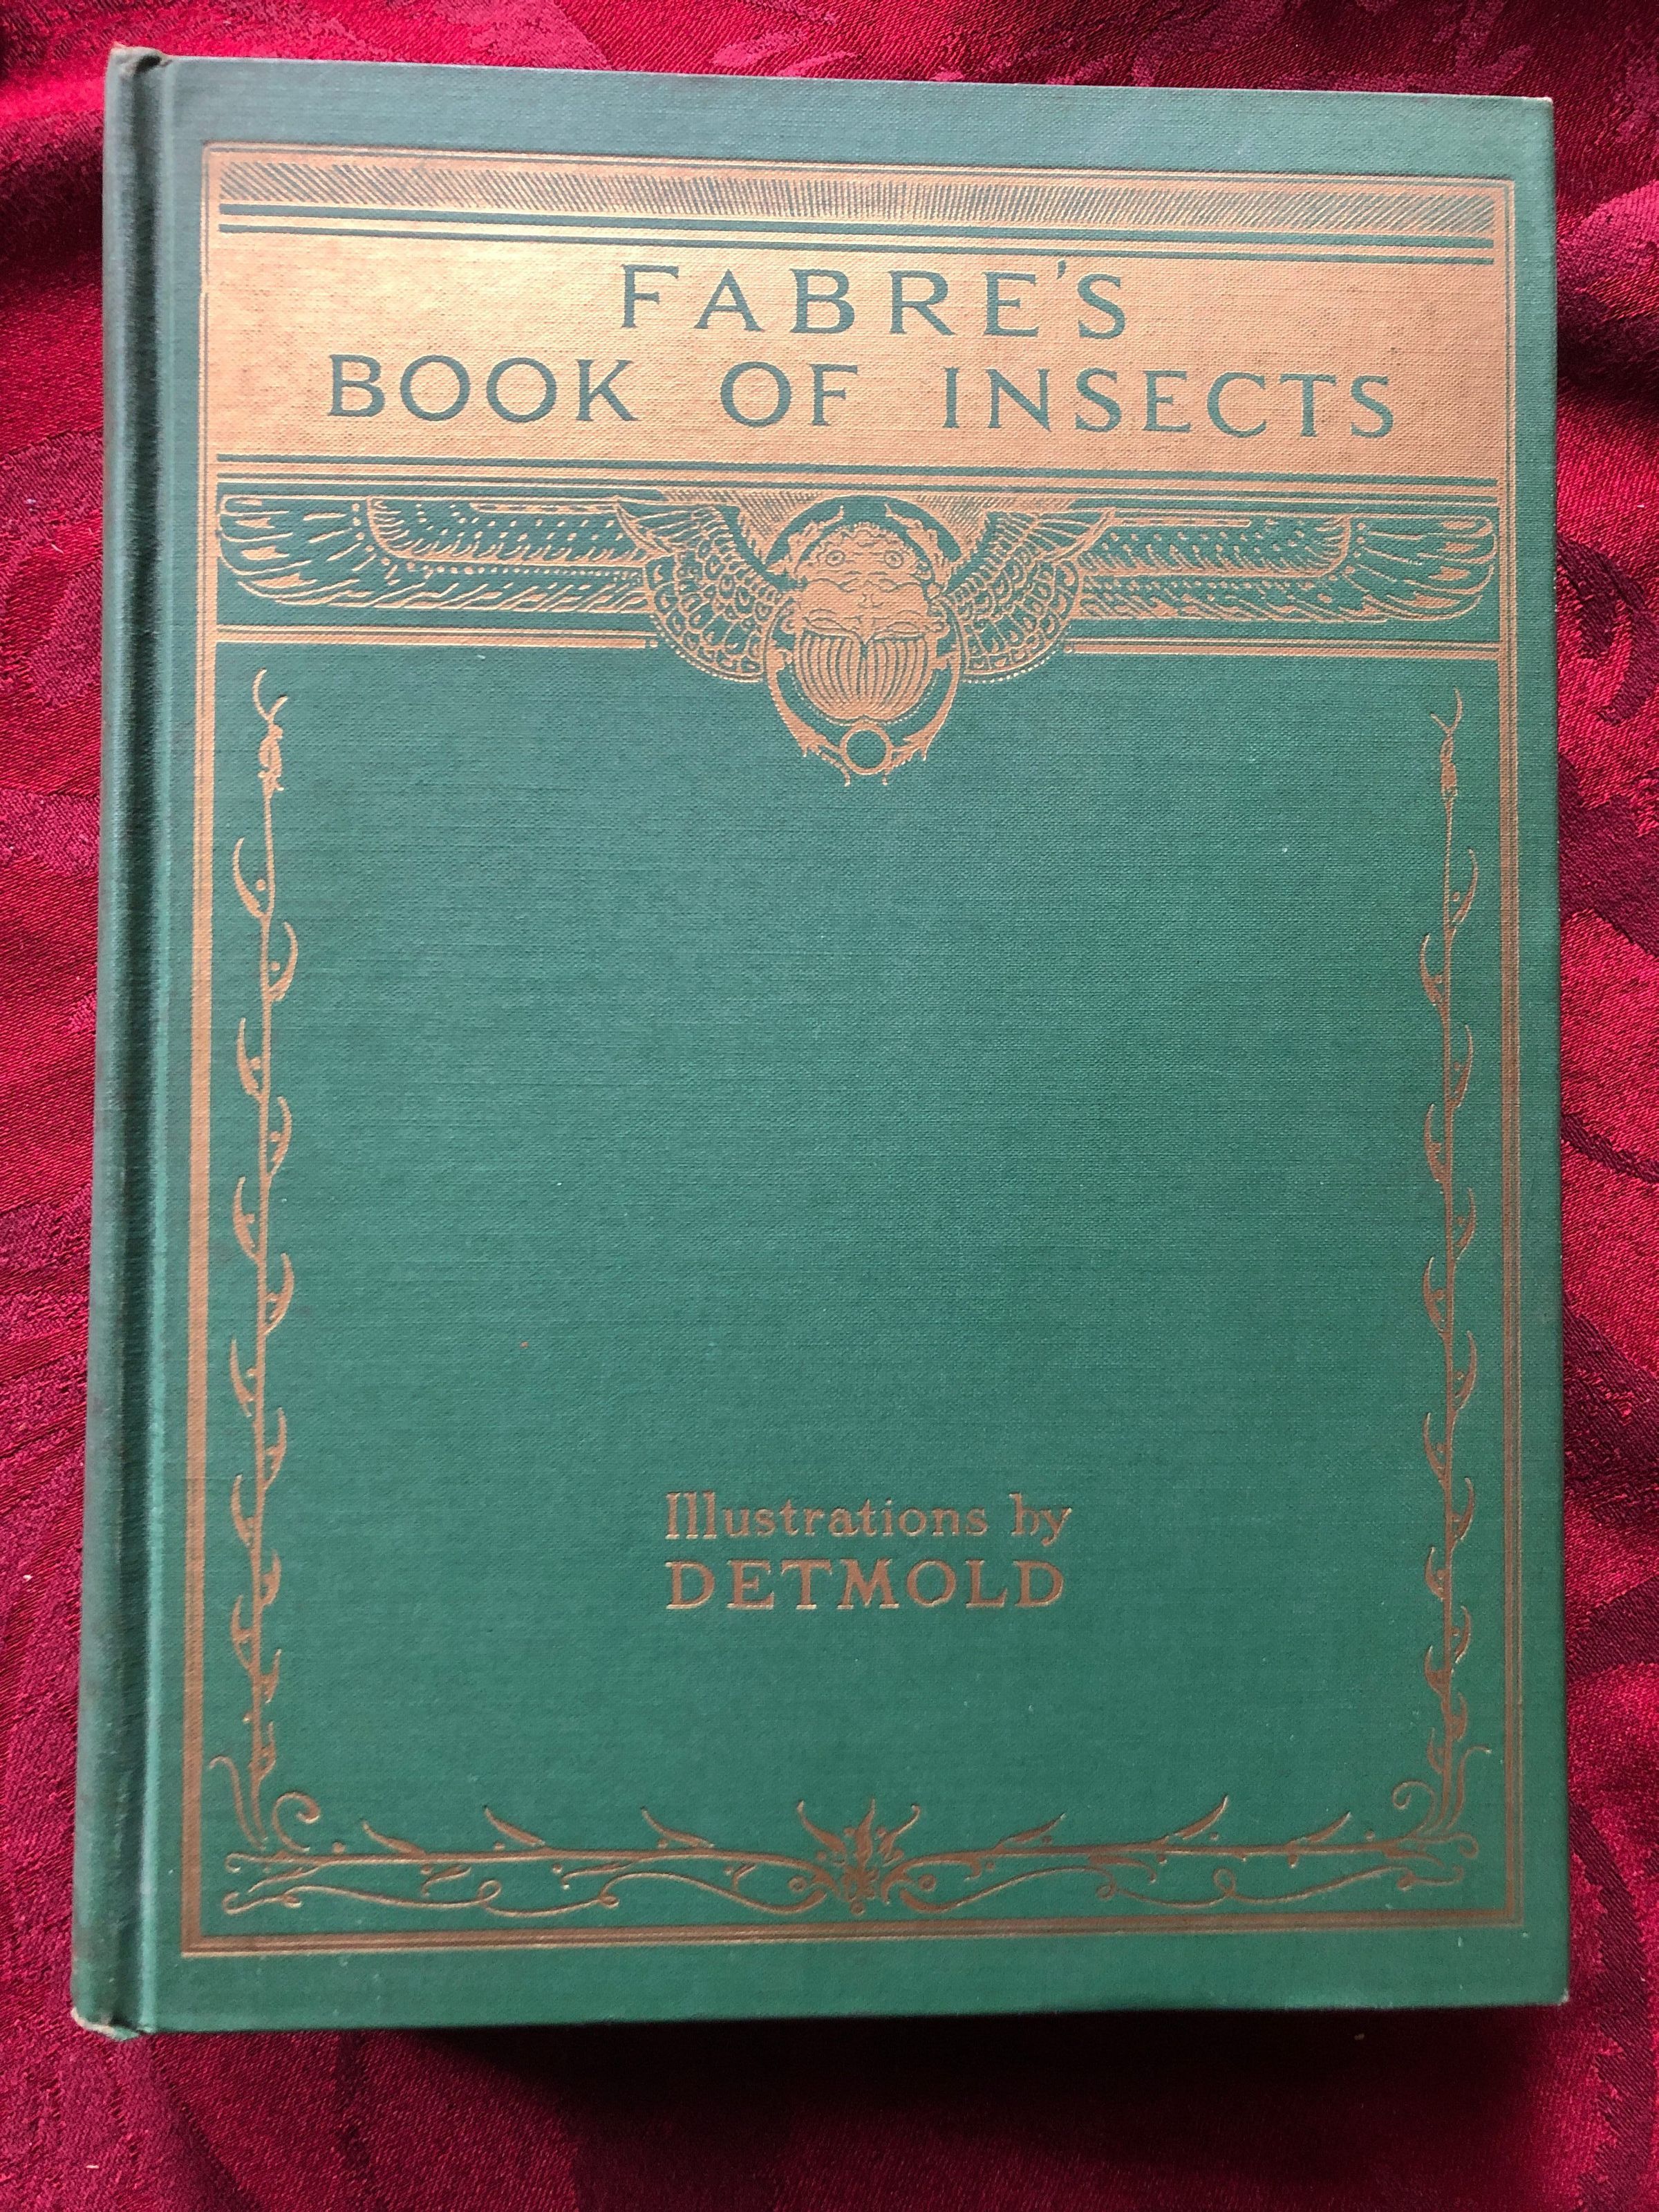 FABRE'S
BOOK OF INSECTS
Illustrations by
DETMOLD